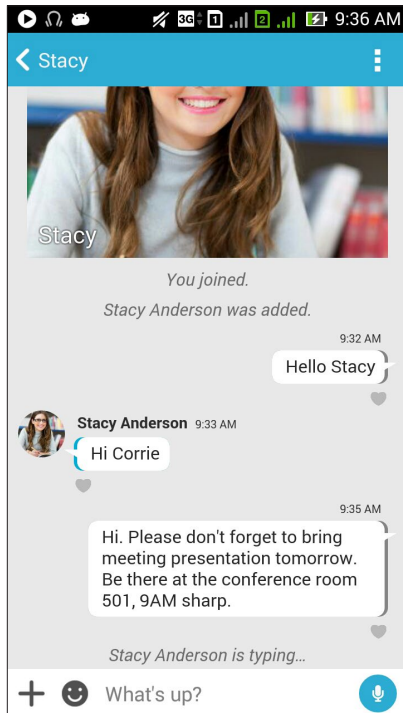 3G 1 2 9:36 AM
Stacy
Stacy
You joined.
Stacy Anderson was added.
9:32 AM
Hello Stacy
Stacy Anderson 9:33 AM
Hi Corrie
9:35 AM
Hi. Please don't forget to bring
meeting presentation tomorrow.
Be there at the conference room
501, 9AM sharp.
Stacy Anderson is typing...
What's up?